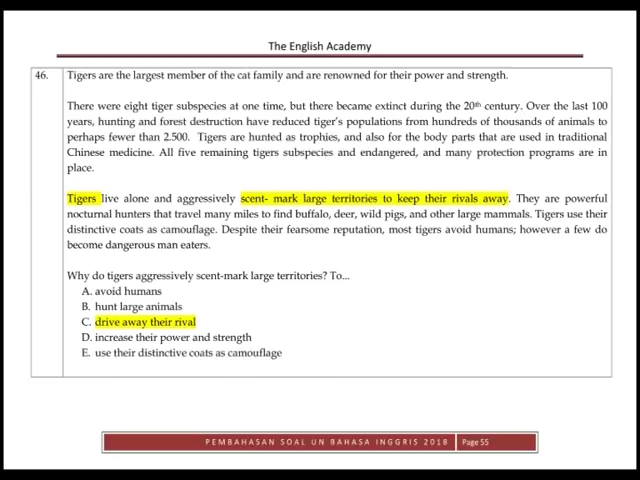 The English Academy
46. Tigers are the largest member of the cat family and are renowned for their power and strength.
There were eight tiger subspecies at one time, but there became extinct during the 20th century. Over the last 100
years, hunting and forest destruction have reduced tiger's populations from hundreds of thousands of animals to
perhaps fewer than 2.500. Tigers are hunted as trophies, and also for the body parts that are used in traditional
Chinese medicine. All five remaining tigers subspecies and endangered, and many protection programs are in
place.
Tigers live alone and aggressively scent- mark large territories to keep their rivals away. They are powerful
nocturnal hunters that travel many miles to find buffalo, deer, wild pigs, and other large mammals. Tigers use their
distinctive coats as camouflage. Despite their fearsome reputation, most tigers avoid humans; however a few do
become dangerous man eaters.
Why do tigers aggressively scent-mark large territories? To...
A. avoid humans
B. hunt large animals
C. drive away their rival
D. increase their power and strength
E. use their distinctive coats as camouflage
PEMBAHASAN SOAL UN BAHASA INGGRIS 2018 Page 55